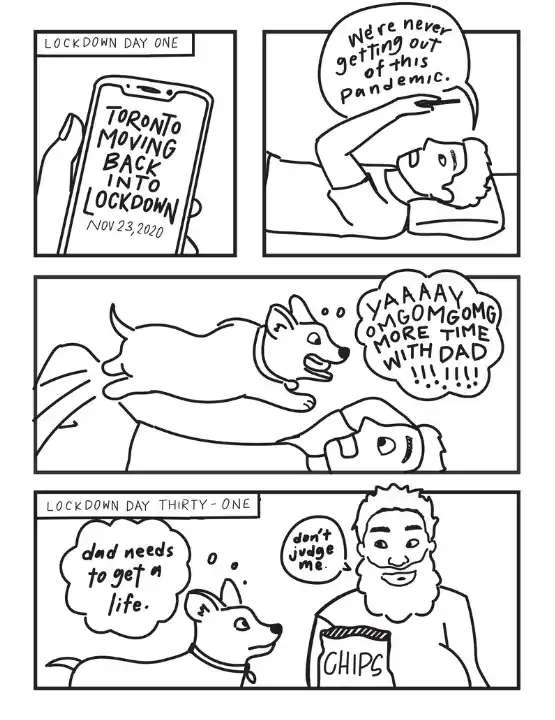 LOCKDOWN DAY ONE
TORONTO
MOVING
BACK
INTO
LOCKDOWN
NOV 23, 2020
We're never
getting out
of this
Pandemic.
YAAAAY
OMGOMGOMG
MORE TIME
WITH DAD
!!! !!!!
LOCKDOWN DAY THIRTY-ONE
dad needs
to get a
life.
don't
judge
me.
CHIPS